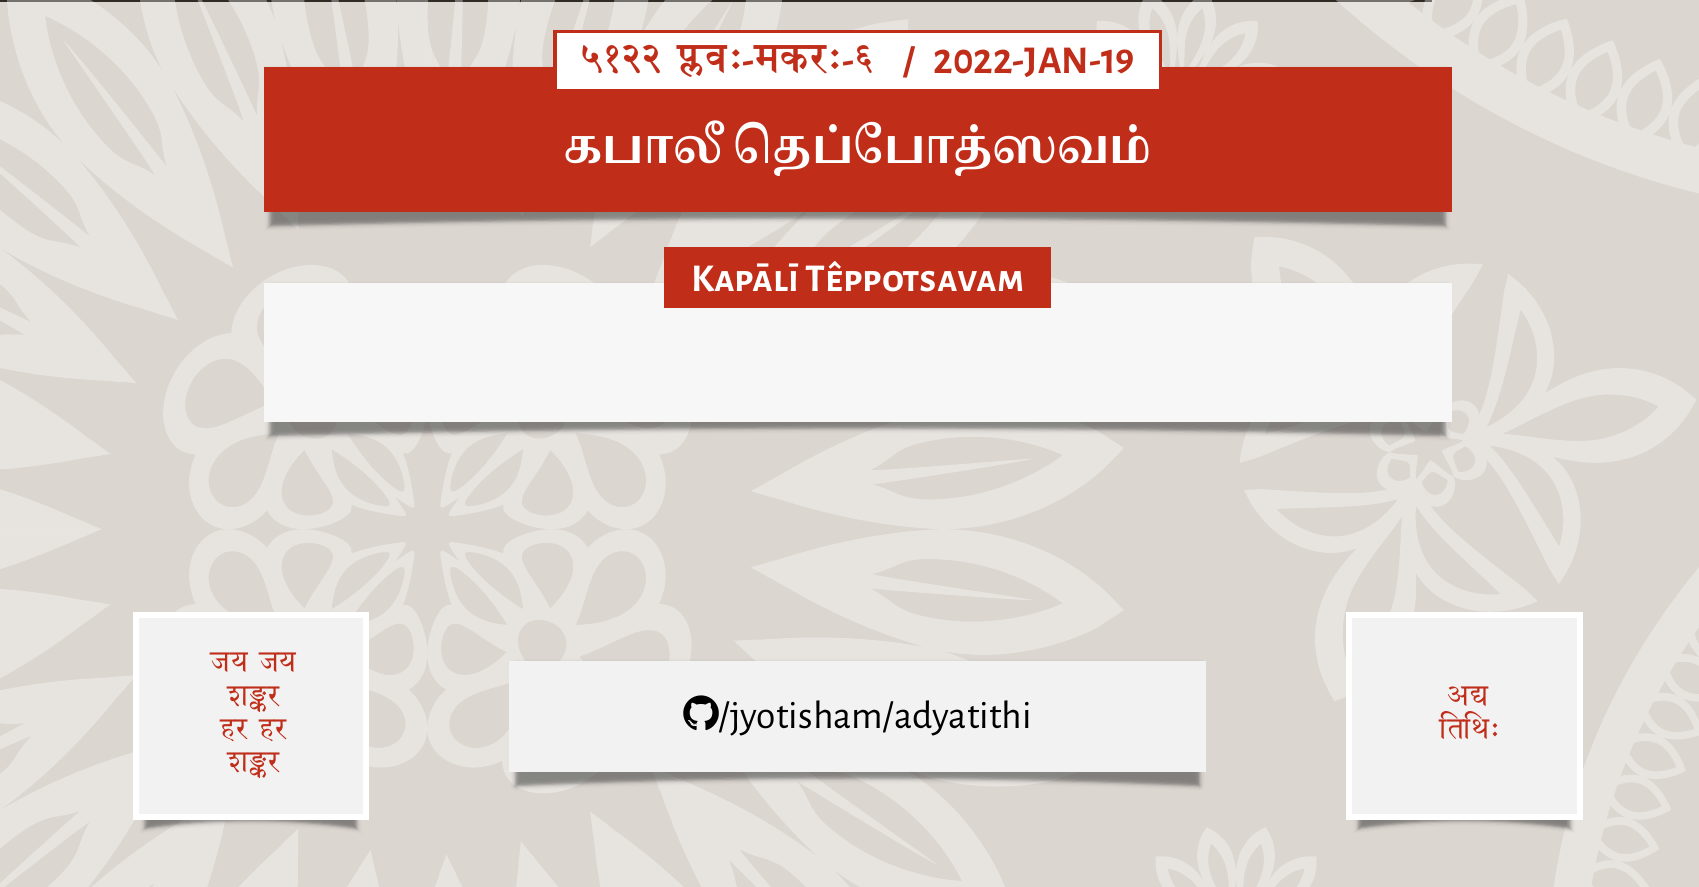 ५१२२ प्लवः-मकरः-६ / 2022-JAN-19
கபாலீ தெப்போத்ஸவம்
Kapālī Têppotsavam
जय जय
शङ्कर
हर हर
शङ्कर
/jyotisham/adyatithi
अद्य
तिथिः